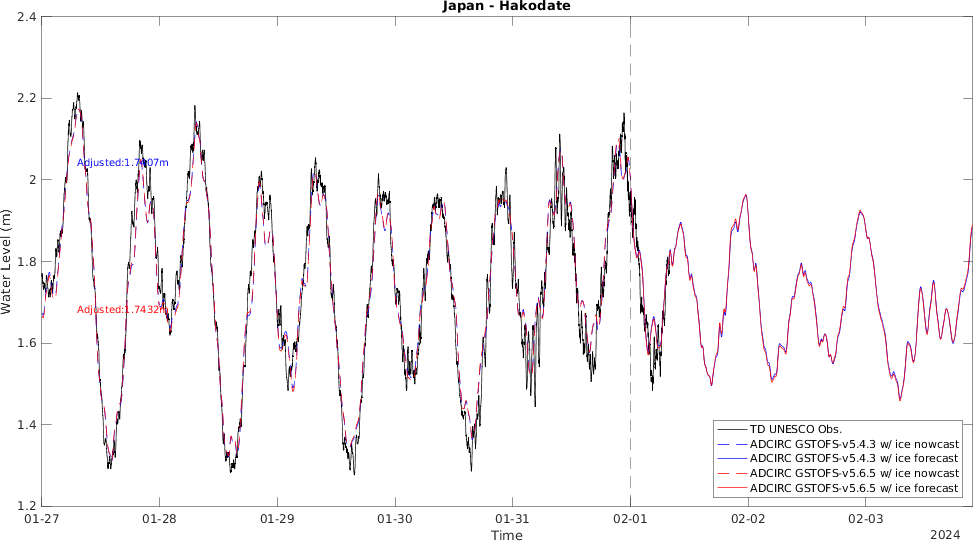 Japan - Hakodate
2.4
2.2
2
1.8
1.6
1.4
1.2
Water Level (m)
Adjusted:1.7432m
TD UNESCO Obs.
ADCIRC GSTOFS-v5.4.3 w/ ice nowcast
ADCIRC GSTOFS-v5.4.3 w/ ice forecast
ADCIRC GSTOFS-v5.6.5 w/ ice nowcast
ADCIRC GSTOFS-v5.6.5 w/ ice forecast
01-27
01-28
01-29
01-30
01-31
02-01
02-02
02-03
Time
2024